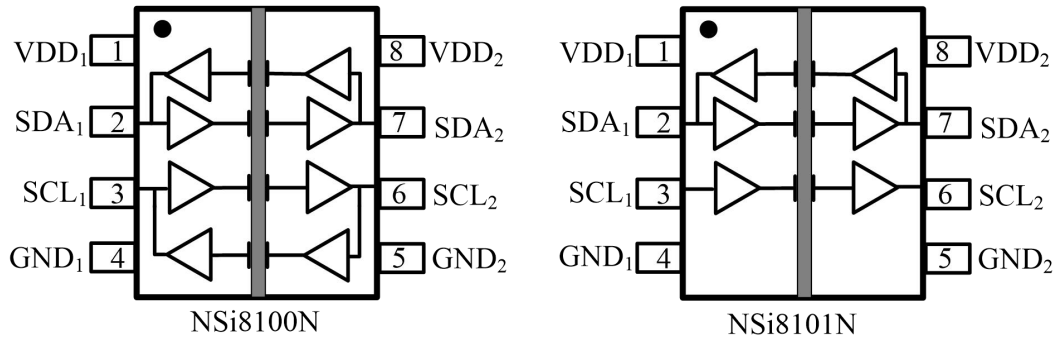 VDD₁ 1 8 VDD₂
SDA₁ 2 7 SDA₂
SCL₁ 3 6 SCL₂
GND₁ 4 5 GND₂
NSi8100N
VDD₁ 1 8 VDD₂
SDA₁ 2 7 SDA₂
SCL₁ 3 6 SCL₂
GND₁ 4 5 GND₂
NSi8101N